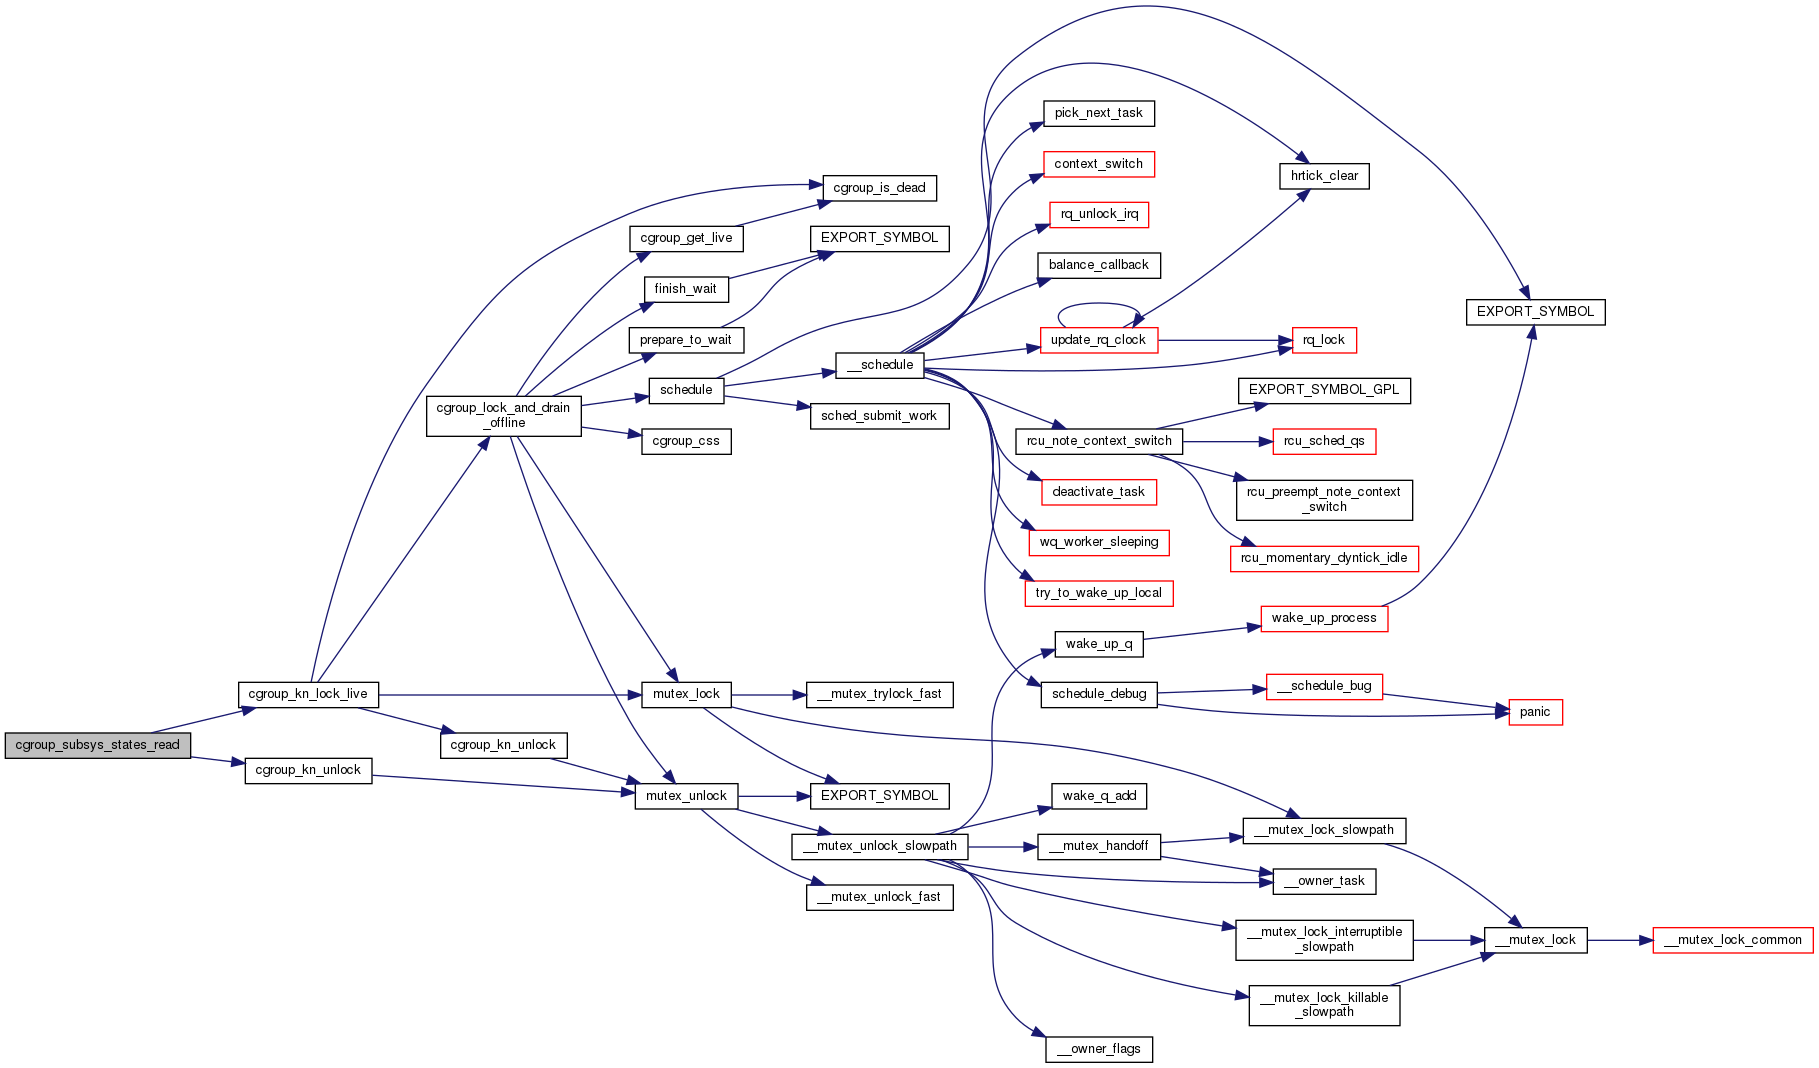 pick_next_task
context_switch
hrtick_clear
cgroup_is_dead
rq_unlock_irq
cgroup_get_live
EXPORT_SYMBOL
balance_callback
finish_wait
EXPORT_SYMBOL
prepare_to_wait
update_rq_clock
rq_lock
__schedule
schedule
EXPORT_SYMBOL_GPL
cgroup_lock_and_drain
_offline
sched_submit_work
cgroup_css
rcu_note_context_switch
rcu_sched_qs
deactivate_task
rcu_preempt_note_context
_switch
wq_worker_sleeping
rcu_momentary_dyntick_idle
try_to_wake_up_local
wake_up_process
wake_up_q
cgroup_kn_lock_live
mutex_lock
__mutex_trylock_fast
schedule_debug
__schedule_bug
panic
cgroup_subsys_states_read
cgroup_kn_unlock
cgroup_kn_unlock
mutex_unlock
EXPORT_SYMBOL
wake_q_add
__mutex_lock_slowpath
__mutex_unlock_slowpath
__mutex_handoff
__owner_task
__mutex_unlock_fast
__mutex_lock_interruptible
_slowpath
__mutex_lock
__mutex_lock_common
__mutex_lock_killable
_slowpath
__owner_flags